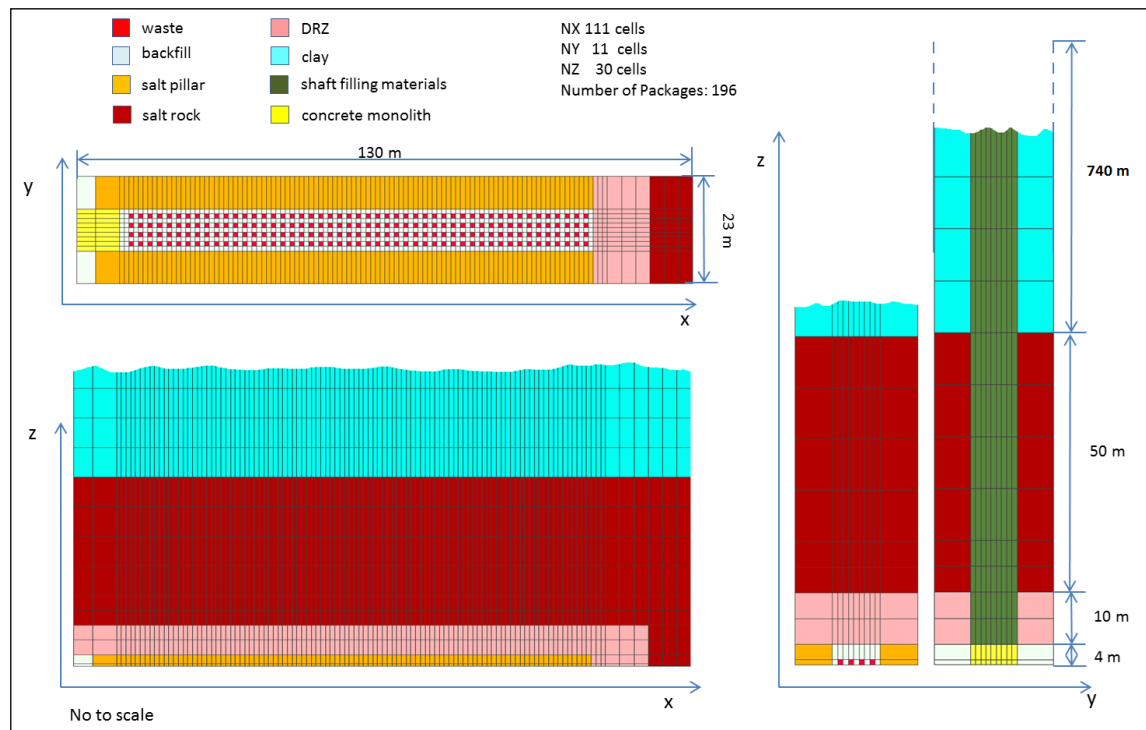 waste
backfill
salt pillar
salt rock
DRZ
clay
shaft filling materials
concrete monolith
NX 111 cells
NY 11 cells
NZ 30 cells
Number of Packages: 196
130 m
y
23 m
x
z
x
No to scale
z
740 m
50 m
10 m
4 m
y